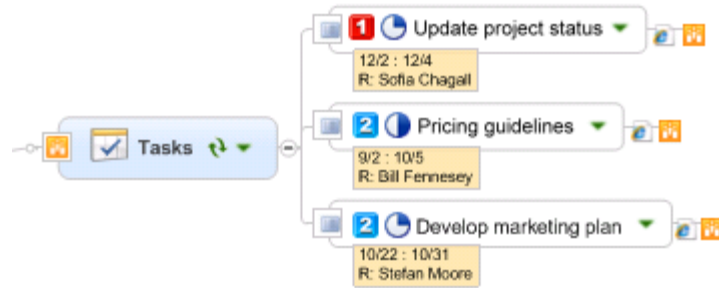 1 Update project status
12/2 : 12/4
R: Sofia Chagall
Tasks
2 Pricing guidelines
9/2 : 10/5
R: Bill Fennesey
2 Develop marketing plan
10/22 : 10/31
R: Stefan Moore